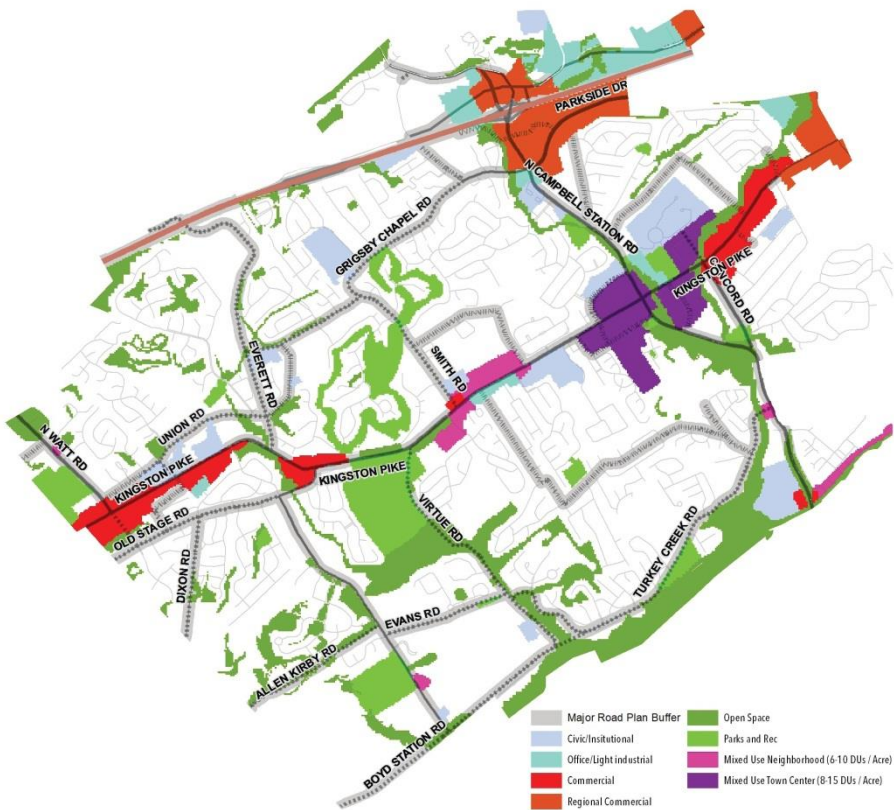 PARKSIDE DR
N CAMPBELL STATION RD
GRIGSBY CHAPEL RD
KINGSTON PIKE
CONCORD RD
EVERETT RD
SMITH RD
UNION RD
N WATT RD
KINGSTON PIKE
KINGSTON PIKE
OLD STAGE RD
VIRTUE RD
TURKEY CREEK RD
DIXON RD
EVANS RD
ALLEN KIRBY RD
BOYD STATION RD
Major Road Plan Buffer
Civic/Insitutional
Office/Light industrial
Commercial
Regional Commercial
Open Space
Parks and Rec
Mixed Use Neighborhood (6-10 DUs / Acre)
Mixed Use Town Center (8-15 DUs / Acre)